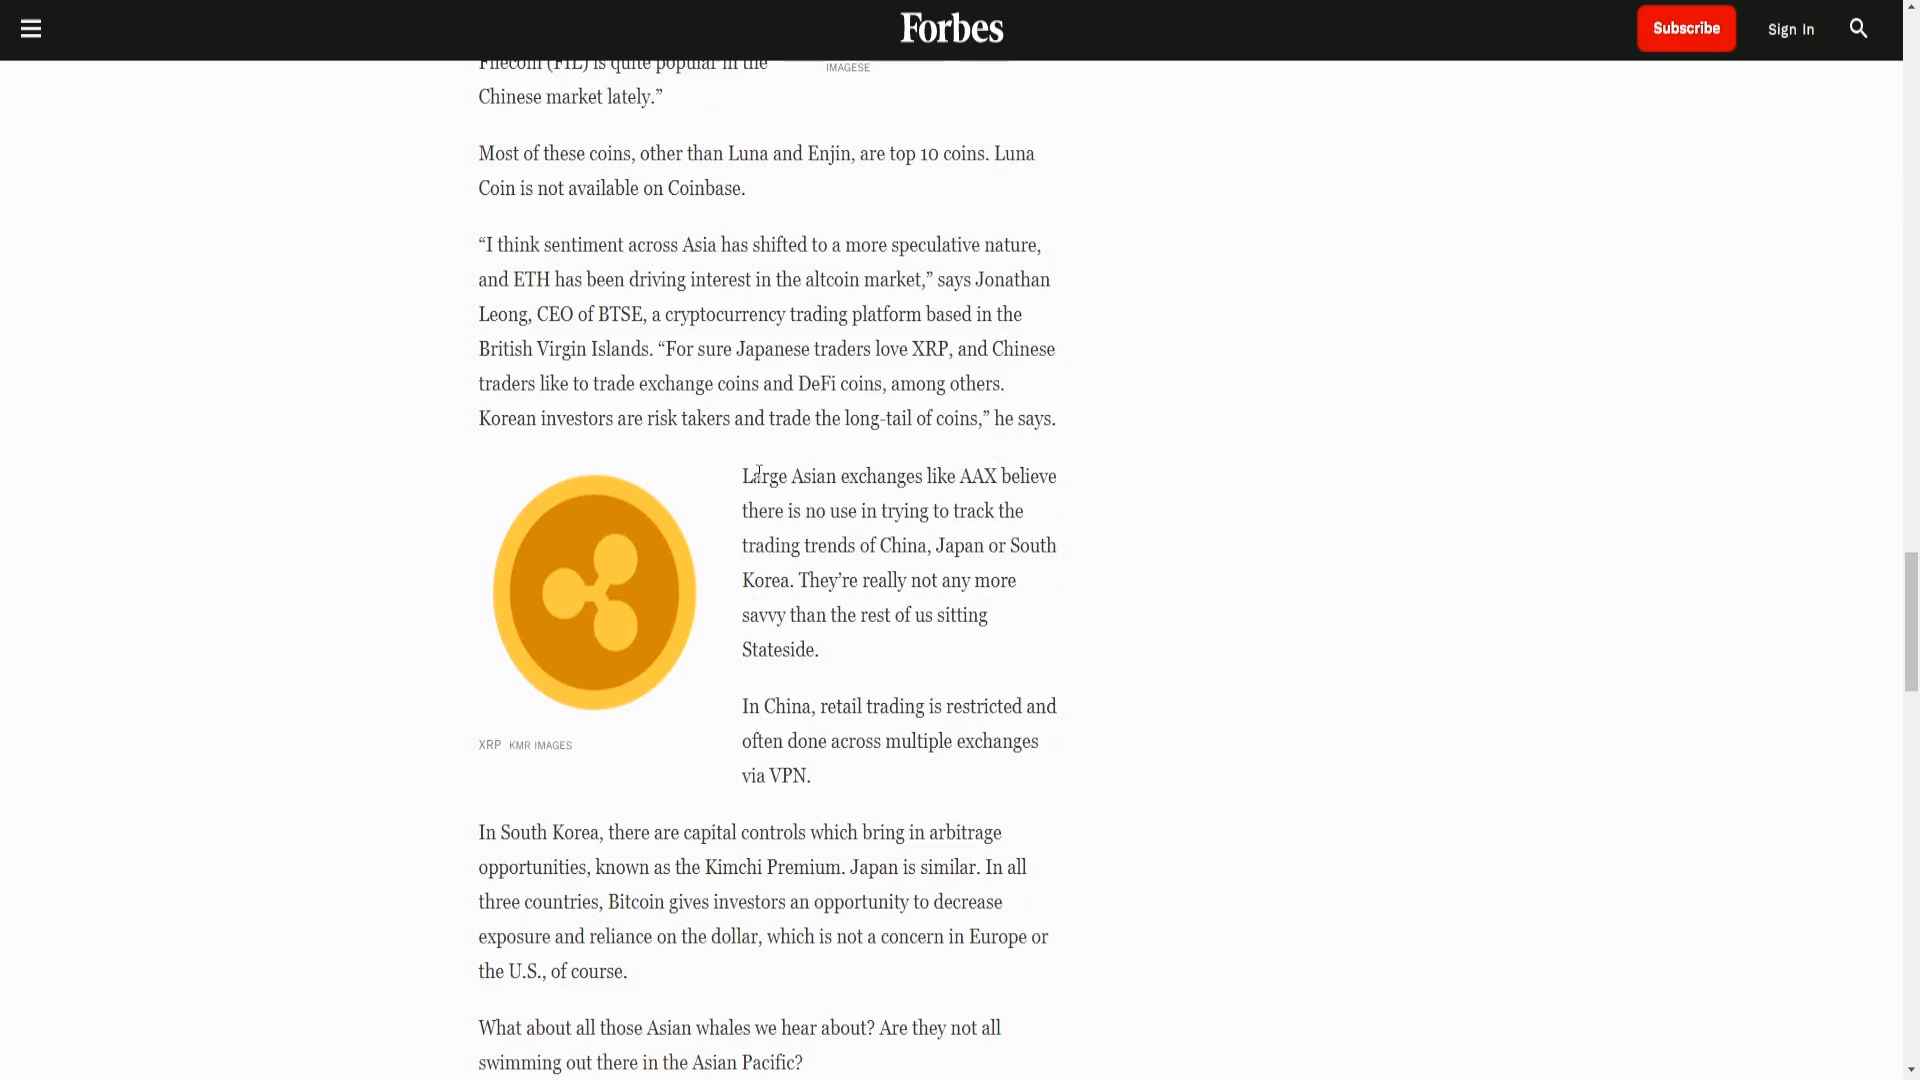 Forbes
Subscribe
Sign In
Filecoin (FIL) is quite popular in the
Chinese market lately.”
IMAGESE
Most of these coins, other than Luna and Enjin, are top 10 coins. Luna
Coin is not available on Coinbase.
“I think sentiment across Asia has shifted to a more speculative nature,
and ETH has been driving interest in the altcoin market,” says Jonathan
Leong, CEO of BTSE, a cryptocurrency trading platform based in the
British Virgin Islands. “For sure Japanese traders love XRP, and Chinese
traders like to trade exchange coins and DeFi coins, among others.
Korean investors are risk takers and trade the long-tail of coins,” he says.
Large Asian exchanges like AAX believe
there is no use in trying to track the
trading trends of China, Japan or South
Korea. They’re really not any more
savvy than the rest of us sitting
Stateside.
In China, retail trading is restricted and
often done across multiple exchanges
via VPN.
XRP KMR IMAGES
In South Korea, there are capital controls which bring in arbitrage
opportunities, known as the Kimchi Premium. Japan is similar. In all
three countries, Bitcoin gives investors an opportunity to decrease
exposure and reliance on the dollar, which is not a concern in Europe or
the U.S., of course.
What about all those Asian whales we hear about? Are they not all
swimming out there in the Asian Pacific?